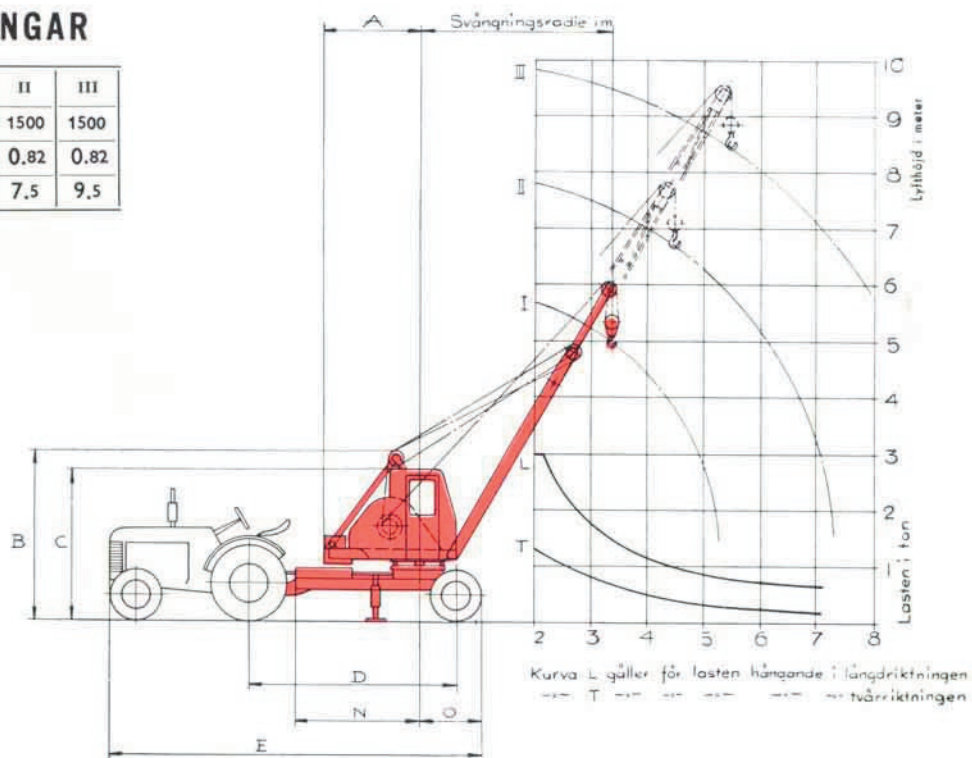 NGAR
II III
1500 1500
0.82 0.82
7.5 9.5
A
Svängningsradie i m
III
II
I
L
T
10
9
8
7
6
5
4
3
2
1
Lyfthöjd i meter
Lasten i ton
2 3 4 5 6 7 8
B
C
D
N
O
E
Kurva L gäller för lasten hängande i längdriktningen
—"— T —"— —"— —"— —"— —"— tvärriktningen